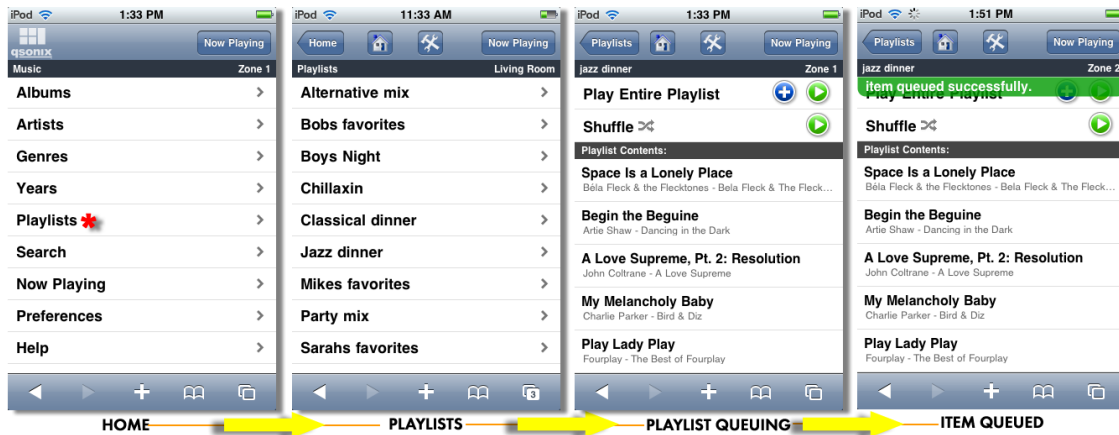 iPod 1:33 PM
qsonix Now Playing
Music Zone 1
Albums
Artists
Genres
Years
Playlists *
Search
Now Playing
Preferences
Help
HOME
iPod 11:33 AM
Home Now Playing
Playlists Living Room
Alternative mix
Bobs favorites
Boys Night
Chillaxin
Classical dinner
Jazz dinner
Mikes favorites
Party mix
Sarahs favorites
3
PLAYLISTS
iPod 1:33 PM
Playlists Now Playing
jazz dinner Zone 1
Play Entire Playlist
Shuffle
Playlist Contents:
Space Is a Lonely Place
Béla Fleck & the Flecktones - Bela Fleck & The Fleck...
Begin the Beguine
Artie Shaw - Dancing in the Dark
A Love Supreme, Pt. 2: Resolution
John Coltrane - A Love Supreme
My Melancholy Baby
Charlie Parker - Bird & Diz
Play Lady Play
Fourplay - The Best of Fourplay
PLAYLIST QUEUING
iPod 1:51 PM
Playlists Now Playing
jazz dinner Zone 2
item queued successfully.
Play Entire Playlist
Shuffle
Playlist Contents:
Space Is a Lonely Place
Béla Fleck & the Flecktones - Bela Fleck & The Fleck...
Begin the Beguine
Artie Shaw - Dancing in the Dark
A Love Supreme, Pt. 2: Resolution
John Coltrane - A Love Supreme
My Melancholy Baby
Charlie Parker - Bird & Diz
Play Lady Play
Fourplay - The Best of Fourplay
ITEM QUEUED